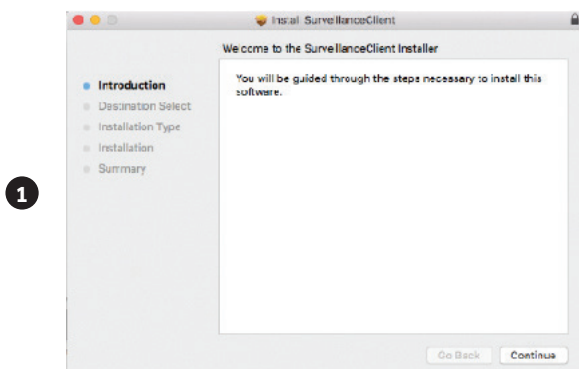 Install SurveillanceClient
Welcome to the SurveillanceClient Installer
Introduction
Destination Select
Installation Type
Installation
Summary
You will be guided through the steps necessary to install this
software.
1
Go Back
Continue